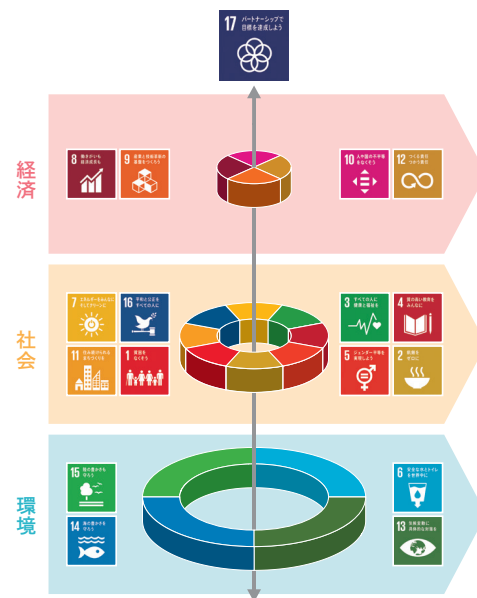 17 パートナーシップで
目標を達成しよう
経済
8 働きがいも
経済成長も
9 産業と技術革新の
基盤をつくろう
10 人や国の不平等
をなくそう
12 つくる責任
つかう責任
社会
7 エネルギーをみんなに
そしてクリーンに
16 平和と公正を
すべての人に
3 すべての人に
健康と福祉を
4 質の高い教育を
みんなに
11 住み続けられる
まちづくりを
1 貧困を
なくそう
5 ジェンダー平等を
実現しよう
2 飢餓を
ゼロに
環境
15 陸の豊かさも
守ろう
6 安全な水とトイレ
を世界中に
14 海の豊かさを
守ろう
13 気候変動に
具体的な対策を